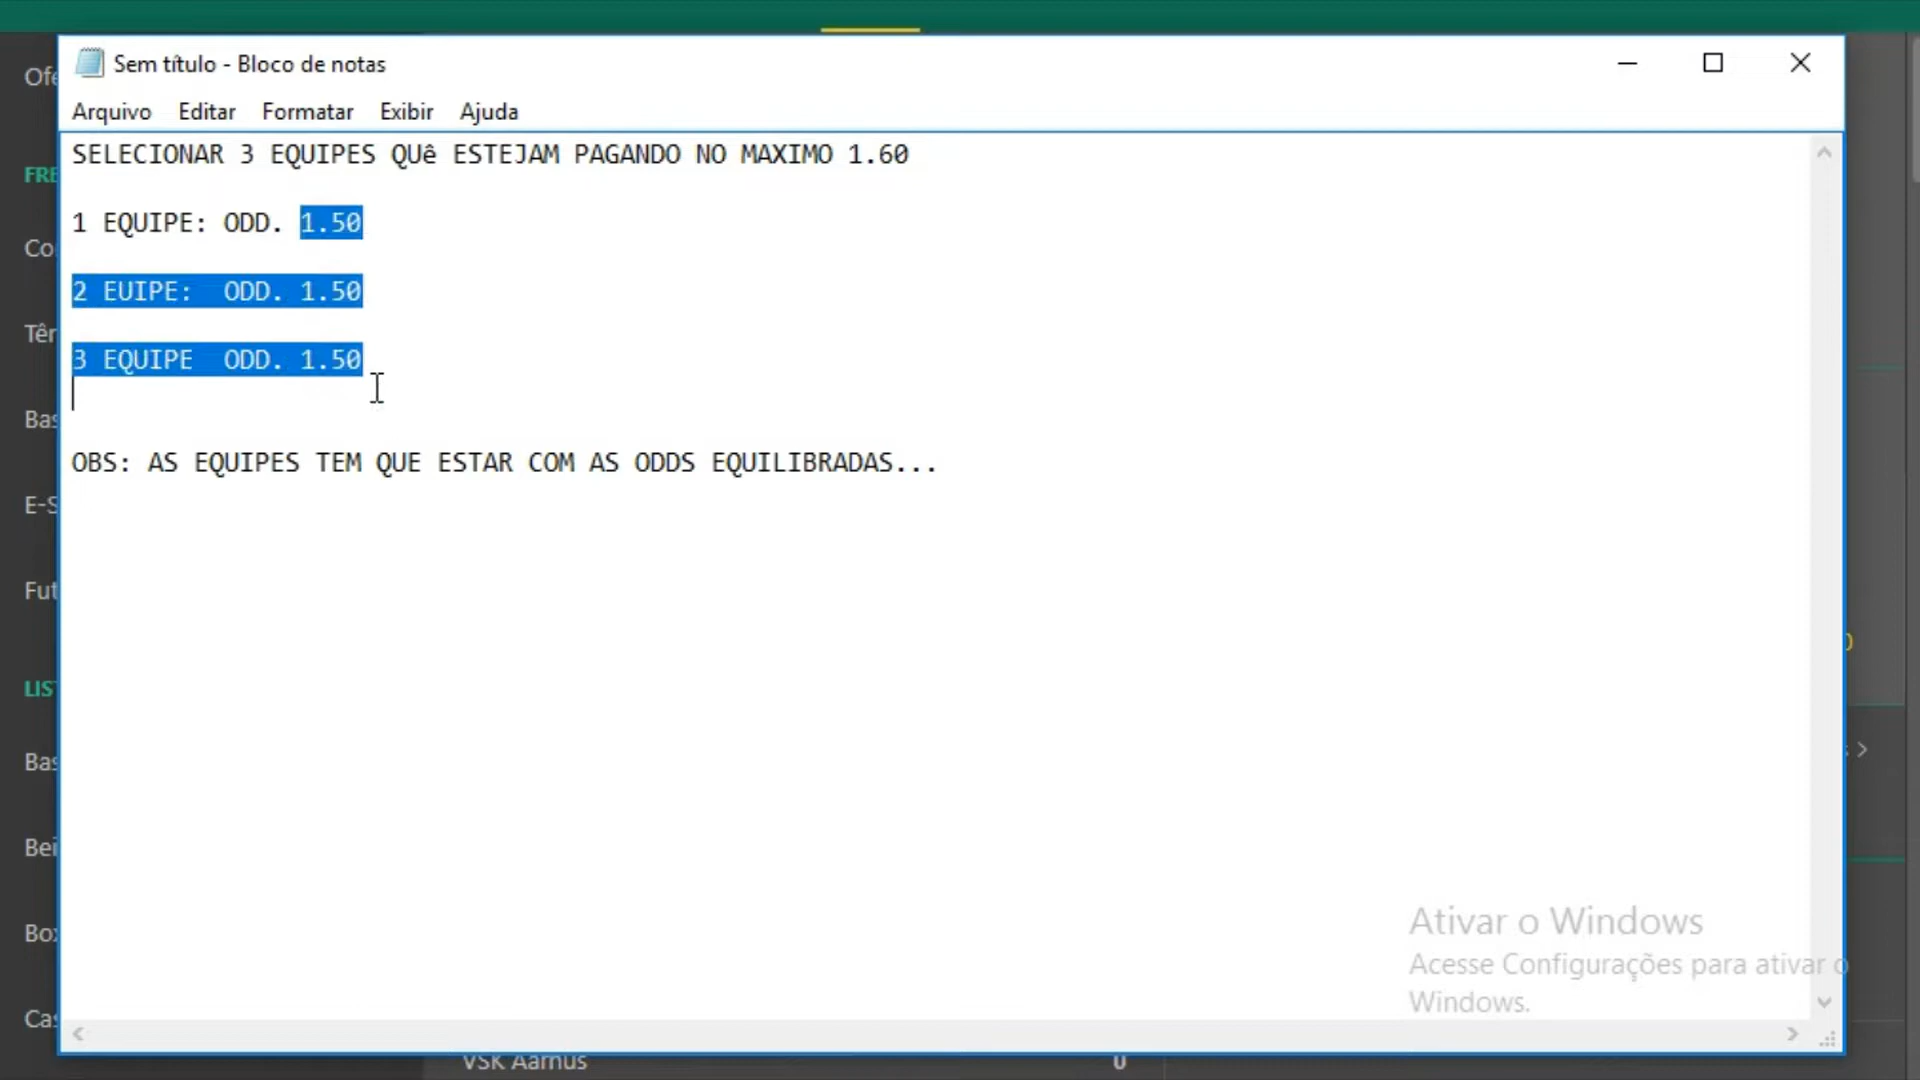 Sem título - Bloco de notas
Arquivo Editar Formatar Exibir Ajuda
SELECIONAR 3 EQUIPES QUê ESTEJAM PAGANDO NO MAXIMO 1.60
1 EQUIPE: ODD. 1.50
2 EUIPE: ODD. 1.50
3 EQUIPE ODD. 1.50
OBS: AS EQUIPES TEM QUE ESTAR COM AS ODDS EQUILIBRADAS...
Ativar o Windows
Acesse Configurações para ativar o
Windows.
VSK Aarhus 0